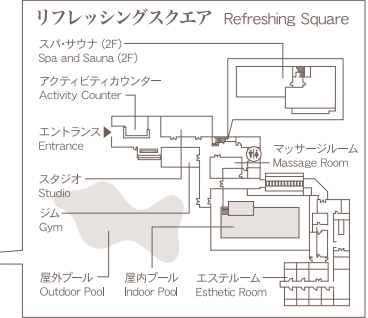 リフレッシングスクエア Refreshing Square
スパ・サウナ (2F)
Spa and Sauna (2F)
アクティビティカウンター
Activity Counter
エントランス
Entrance
マッサージルーム
Massage Room
スタジオ
Studio
ジム
Gym
屋外プール
Outdoor Pool
屋内プール
Indoor Pool
エステルーム
Esthetic Room